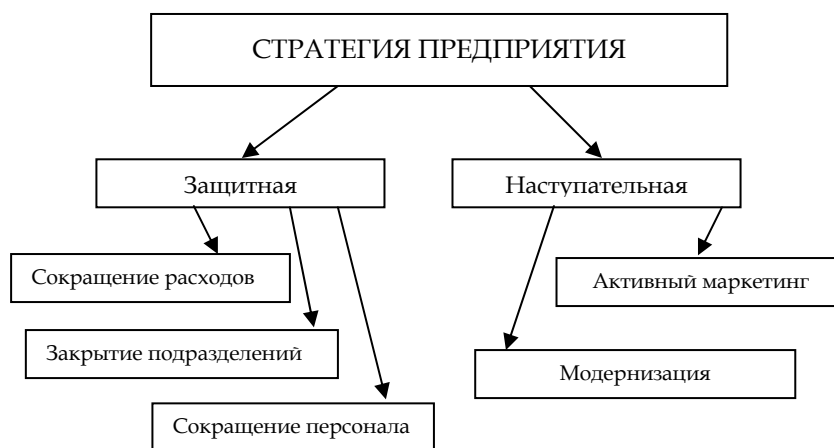 СТРАТЕГИЯ ПРЕДПРИЯТИЯ
Защитная
Наступательная
Сокращение расходов
Активный маркетинг
Закрытие подразделений
Модернизация
Сокращение персонала